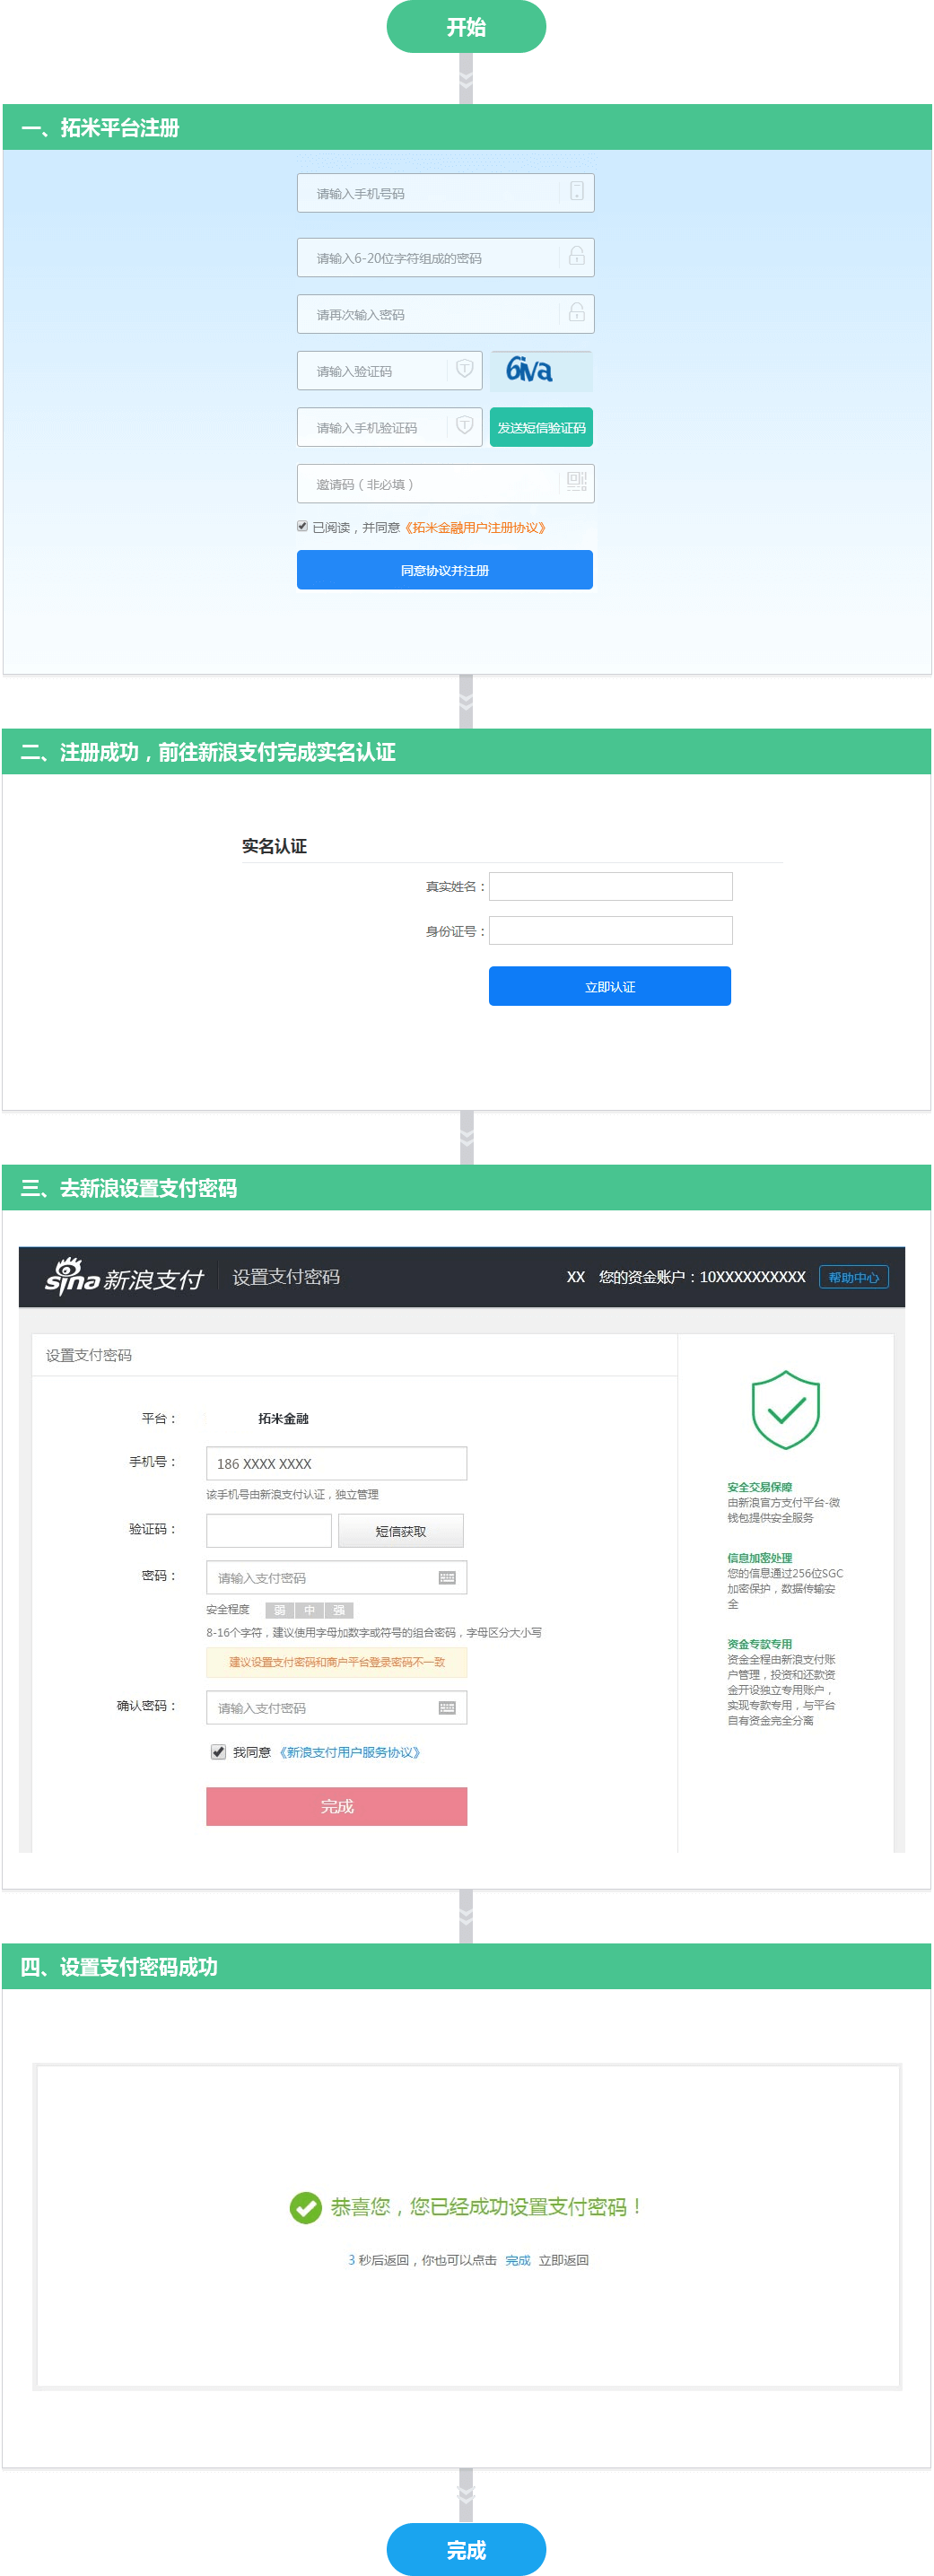 开始
一、拓米平台注册
请输入手机号码
请输入6-20位字符组成的密码
请再次输入密码
请输入验证码
6iva
请输入手机验证码
发送短信验证码
邀请码（非必填）
已阅读，并同意《拓米金融用户注册协议》
同意协议并注册
二、注册成功，前往新浪支付完成实名认证
实名认证
真实姓名：
身份证号：
立即认证
三、去新浪设置支付密码
sina新浪支付 设置支付密码 XX 您的资金账户：10XXXXXXXXXX 帮助中心
设置支付密码
平台： 拓米金融
手机号： 186 XXXX XXXX
该手机号由新浪支付认证，独立管理
验证码： 短信获取
密码： 请输入支付密码
安全程度 弱 中 强
8-16个字符，建议使用字母加数字或符号的组合密码，字母区分大小写
建议设置支付密码和商户平台登录密码不一致
确认密码： 请输入支付密码
我同意 《新浪支付用户服务协议》
完成
安全交易保障
由新浪官方支付平台-微
钱包提供安全服务
信息加密处理
您的信息通过256位SGC
加密保护，数据传输安
全
资金专款专用
资金全程由新浪支付账
户管理，投资和还款资
金开设独立专用账户，
实现专款专用，与平台
自有资金完全分离
四、设置支付密码成功
恭喜您，您已经成功设置支付密码！
3 秒后返回，你也可以点击 完成 立即返回
完成